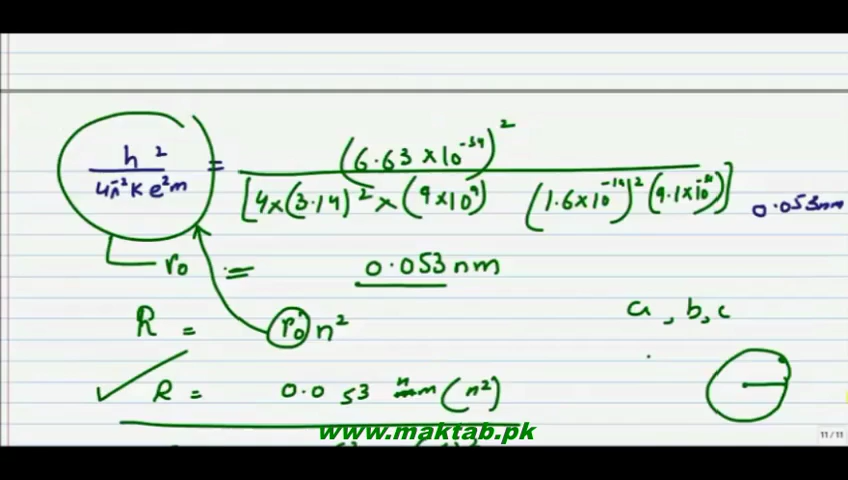 h² / 4π²Ke²m = (6.63 ×10⁻³⁴)² / [4×(3.14)² × (9×10⁹) (1.6×10⁻¹⁹)² (9.1×10⁻³¹)] 0.053nm
r₀ = 0.053 nm
R = r₀ n²
a, b, c
R = 0.053 nm (n²)
www.maktab.pk
11/11